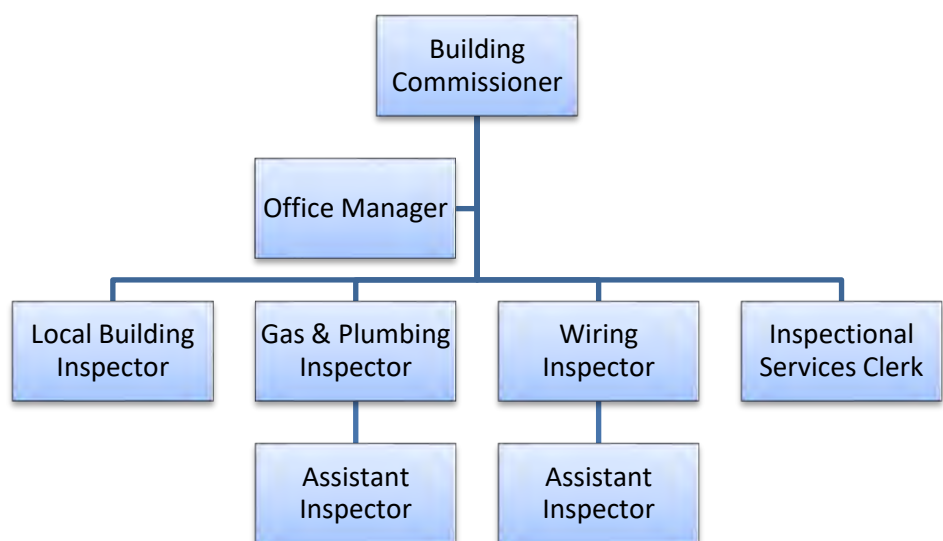 Building
Commissioner
Office Manager
Local Building
Inspector
Gas & Plumbing
Inspector
Wiring
Inspector
Inspectional
Services Clerk
Assistant
Inspector
Assistant
Inspector